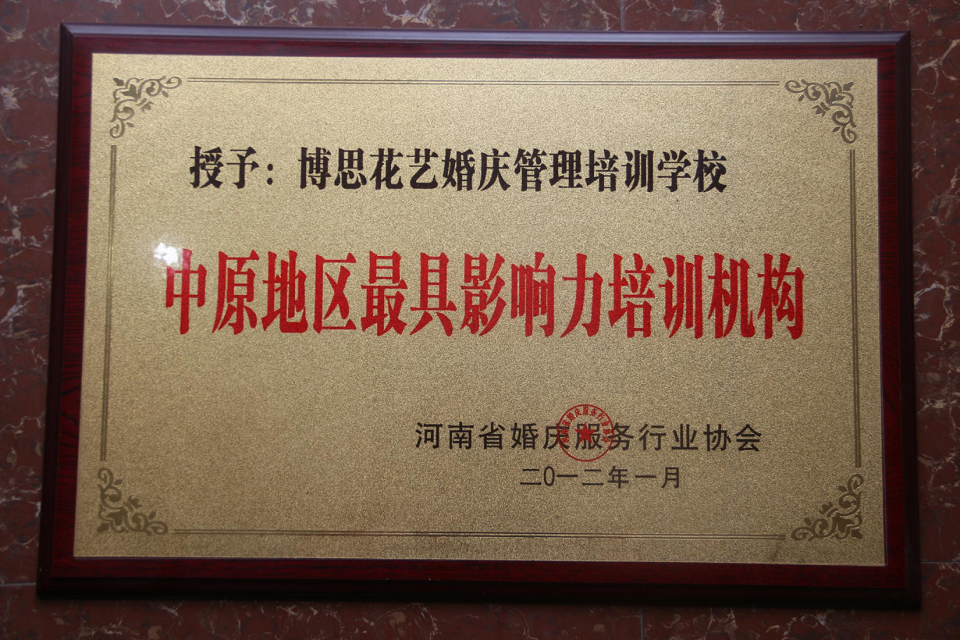 授予：博思花艺婚庆管理培训学校
中原地区最具影响力培训机构
河南省婚庆服务行业协会
二〇一二年一月